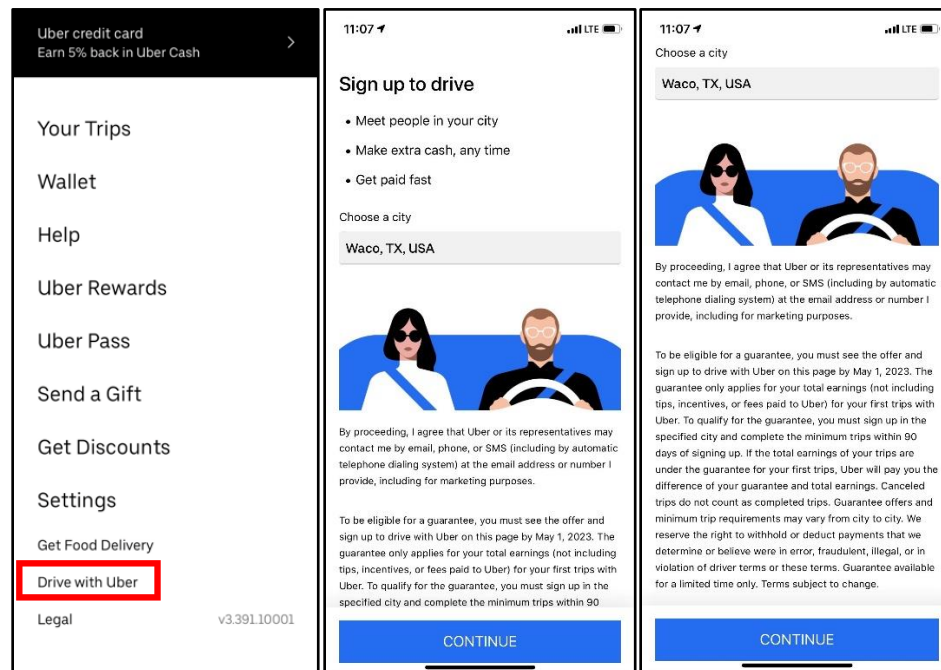 Uber credit card
Earn 5% back in Uber Cash
Your Trips
Wallet
Help
Uber Rewards
Uber Pass
Send a Gift
Get Discounts
Settings
Get Food Delivery
Drive with Uber
Legal v3.391.10001
11:07 LTE
Sign up to drive
• Meet people in your city
• Make extra cash, any time
• Get paid fast
Choose a city
Waco, TX, USA
By proceeding, I agree that Uber or its representatives may
contact me by email, phone, or SMS (including by automatic
telephone dialing system) at the email address or number I
provide, including for marketing purposes.
To be eligible for a guarantee, you must see the offer and
sign up to drive with Uber on this page by May 1, 2023. The
guarantee only applies for your total earnings (not including
tips, incentives, or fees paid to Uber) for your first trips with
Uber. To qualify for the guarantee, you must sign up in the
specified city and complete the minimum trips within 90
CONTINUE
11:07 LTE
Choose a city
Waco, TX, USA
By proceeding, I agree that Uber or its representatives may
contact me by email, phone, or SMS (including by automatic
telephone dialing system) at the email address or number I
provide, including for marketing purposes.
To be eligible for a guarantee, you must see the offer and
sign up to drive with Uber on this page by May 1, 2023. The
guarantee only applies for your total earnings (not including
tips, incentives, or fees paid to Uber) for your first trips with
Uber. To qualify for the guarantee, you must sign up in the
specified city and complete the minimum trips within 90
days of signing up. If the total earnings of your trips are
under the guarantee for your first trips, Uber will pay you the
difference of your guarantee and total earnings. Canceled
trips do not count as completed trips. Guarantee offers and
minimum trip requirements may vary from city to city. We
reserve the right to withhold or deduct payments that we
determine or believe were in error, fraudulent, illegal, or in
violation of driver terms or these terms. Guarantee available
for a limited time only. Terms subject to change.
CONTINUE